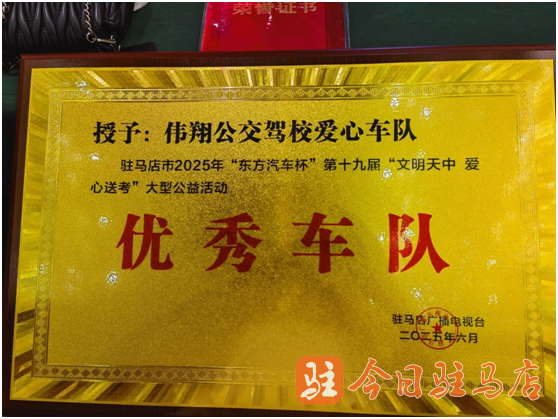 荣誉证书
授予：伟翔公交驾校爱心车队
驻马店市2025年“东方汽车杯”第十九届“文明天中 爱
心送考”大型公益活动
优秀车队
驻马店广播电视台
二〇二五年六月
驻 今日驻马店